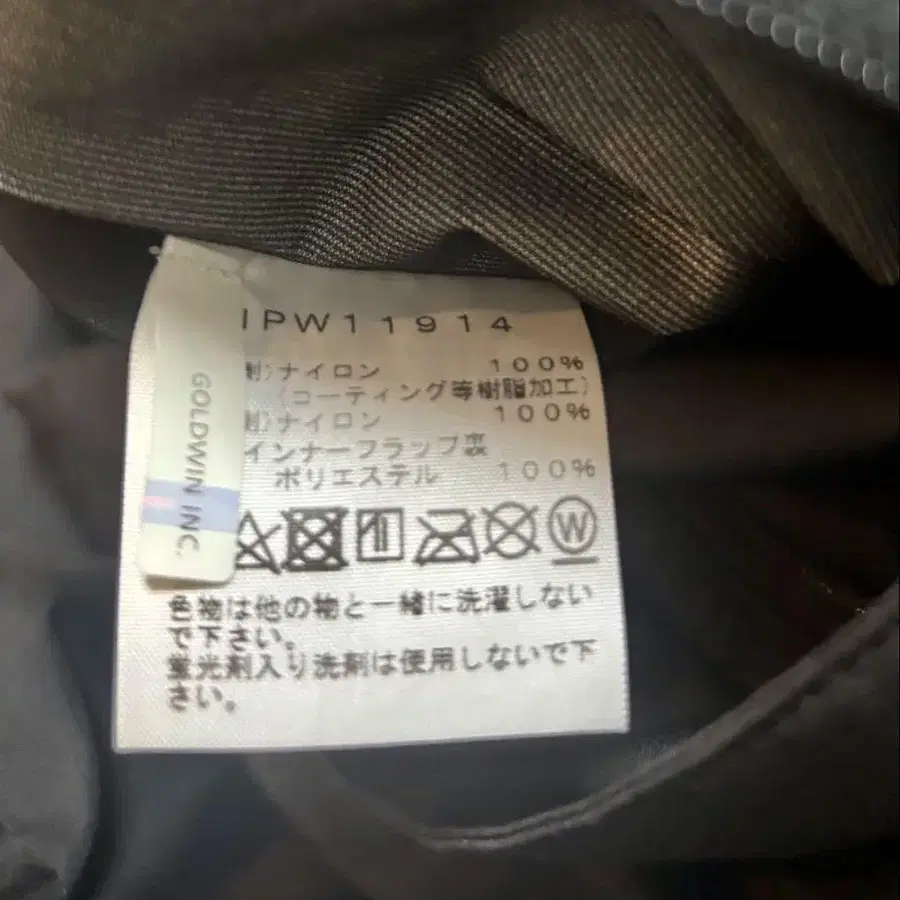 IPW11914
)ナイロン 100%
(コーティング等樹脂加工)
)ナイロン 100%
インナーフラップ裏
ポリエステル 100%
W
色物は他の物と一緒に洗濯しない
で下さい。
蛍光剤入り洗剤は使用しないで下
さい。
GOLDWIN INC.